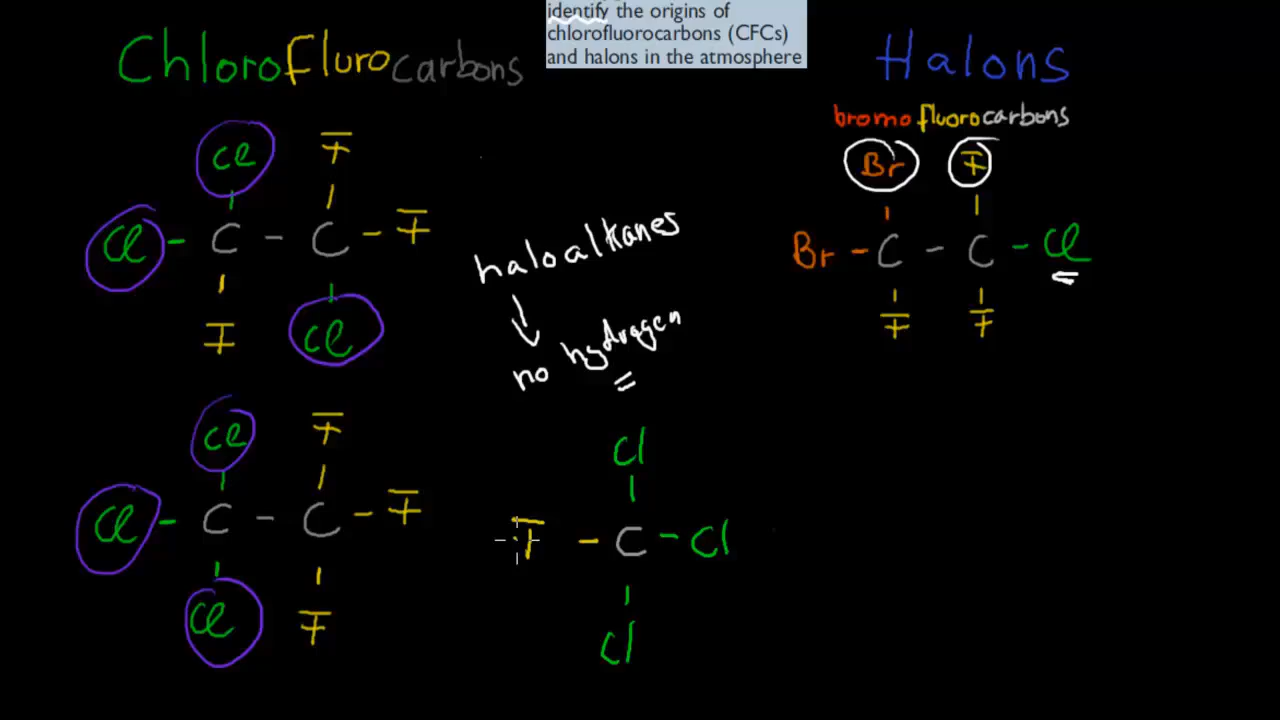 identify the origins of
chlorofluorocarbons (CFCs)
and halons in the atmosphere
Chloroflurocarbons
Halons
bromofluorocarbons
Cl F
Cl - C - C - F
F Cl
haloalkanes
no hydrogen
Br F
Br - C - C - Cl
F F
Cl F
Cl - C - C - F
Cl F
Cl
F - C - Cl
Cl